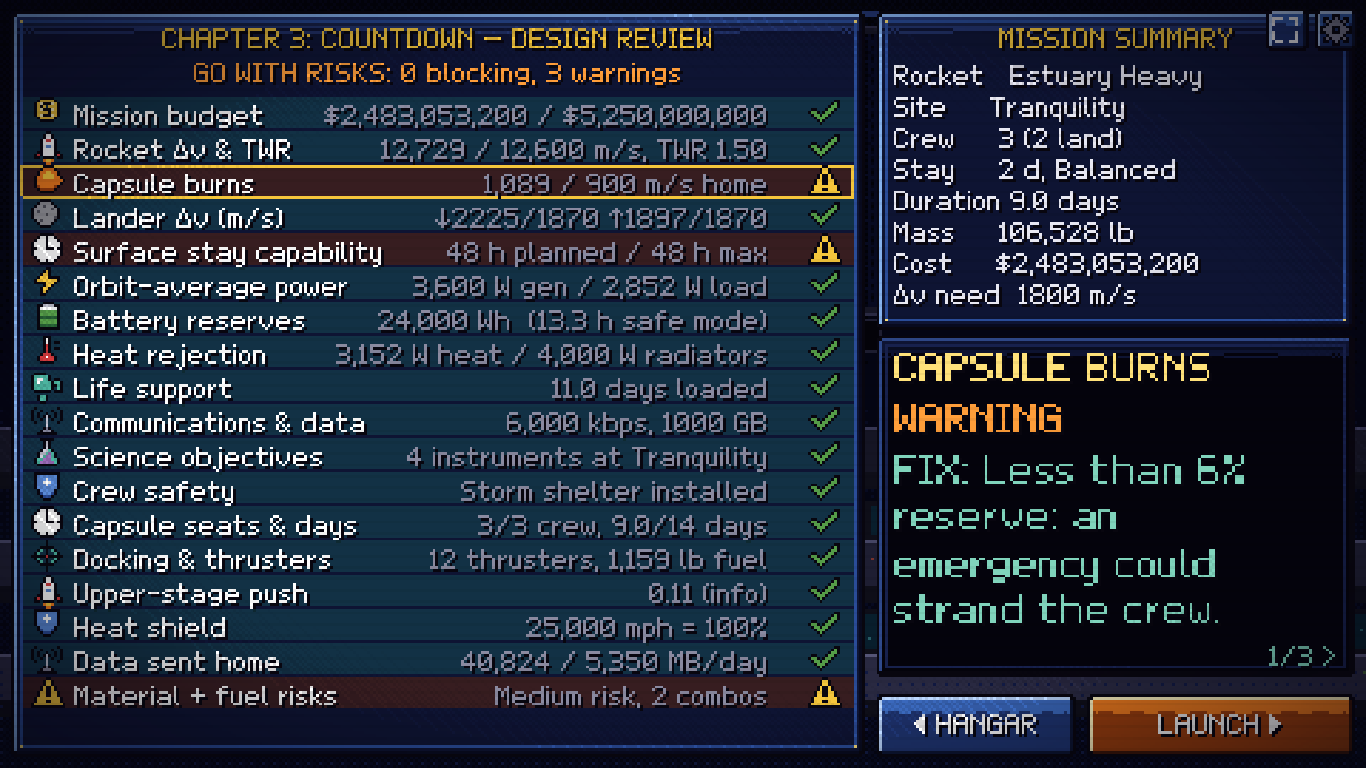 CHAPTER 3: COUNTDOWN — DESIGN REVIEW
GO WITH RISKS: 0 blocking, 3 warnings
Mission budget $2,483,053,200 / $5,250,000,000
Rocket Δv & TWR 12,729 / 12,600 m/s, TWR 1.50
Capsule burns 1,089 / 900 m/s home
Lander Δv (m/s) ↓2225/1870 ↑1897/1870
Surface stay capability 48 h planned / 48 h max
Orbit-average power 3,600 W gen / 2,852 W load
Battery reserves 24,000 Wh (13.3 h safe mode)
Heat rejection 3,152 W heat / 4,000 W radiators
Life support 11.0 days loaded
Communications & data 6,000 kbps, 1000 GB
Science objectives 4 instruments at Tranquility
Crew safety Storm shelter installed
Capsule seats & days 3/3 crew, 9.0/14 days
Docking & thrusters 12 thrusters, 1,159 lb fuel
Upper-stage push 0.11 (info)
Heat shield 25,000 mph = 100%
Data sent home 40,824 / 5,350 MB/day
Material + fuel risks Medium risk, 2 combos
MISSION SUMMARY
Rocket Estuary Heavy
Site Tranquility
Crew 3 (2 land)
Stay 2 d, Balanced
Duration 9.0 days
Mass 106,528 lb
Cost $2,483,053,200
Δv need 1800 m/s
CAPSULE BURNS
WARNING
FIX: Less than 6%
reserve: an
emergency could
strand the crew.
1/3 >
HANGAR
LAUNCH